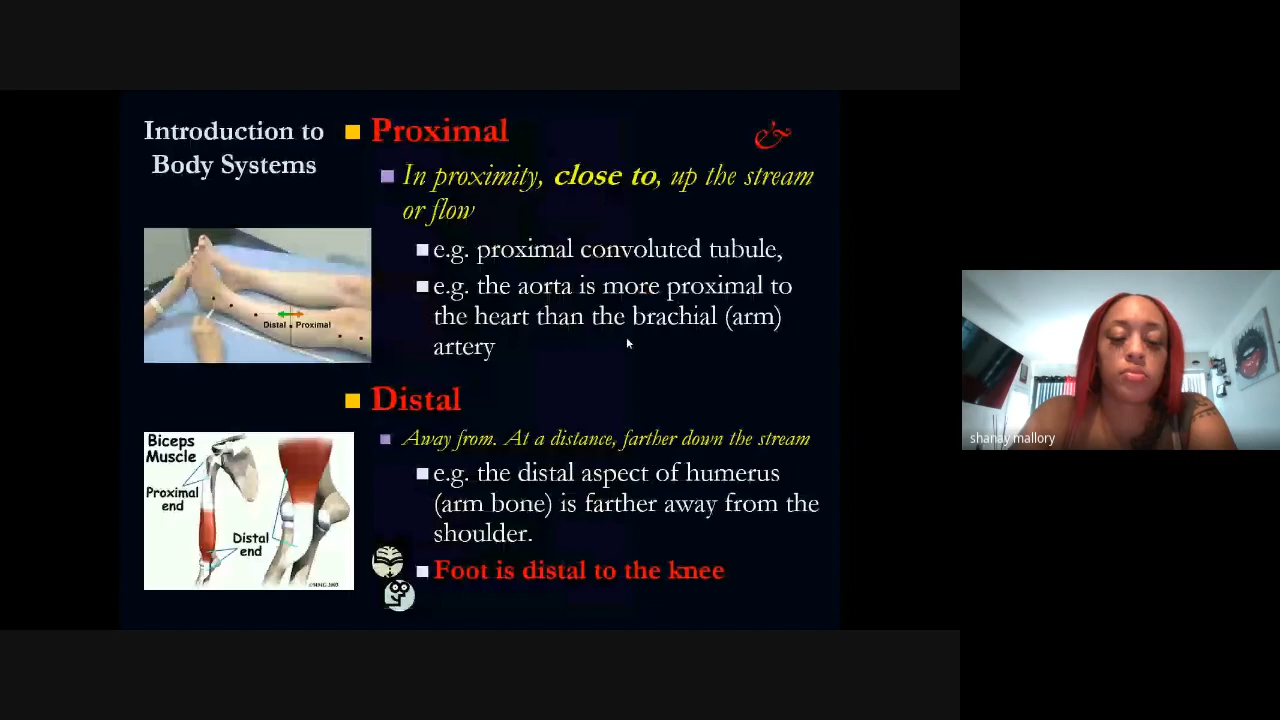 Introduction to
Body Systems
Proximal
&
In proximity, close to, up the stream
or flow
e.g. proximal convoluted tubule,
e.g. the aorta is more proximal to
the heart than the brachial (arm)
artery
Distal Proximal
Distal
Away from. At a distance, farther down the stream
e.g. the distal aspect of humerus
(arm bone) is farther away from the
shoulder.
Foot is distal to the knee
Biceps
Muscle
Proximal
end
Distal
end
shanay mallory